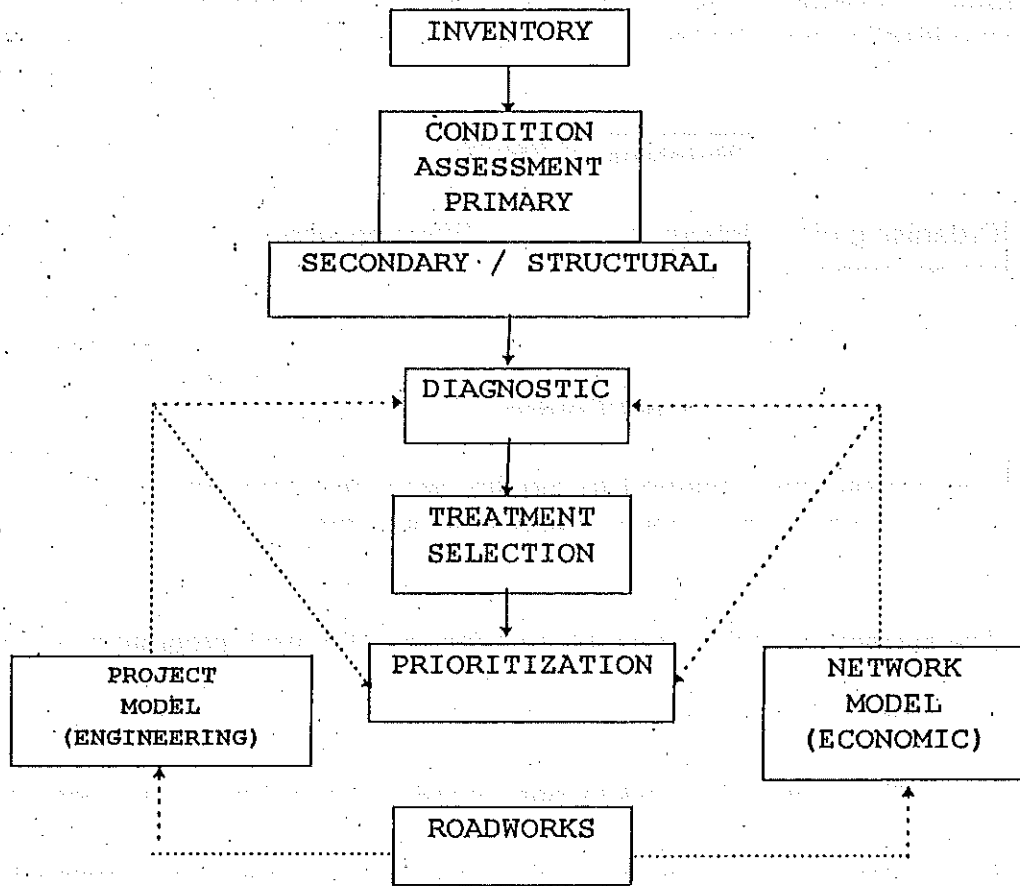 INVENTORY
CONDITION
ASSESSMENT
PRIMARY
SECONDARY / STRUCTURAL
DIAGNOSTIC
TREATMENT
SELECTION
PRIORITIZATION
PROJECT
MODEL
(ENGINEERING)
NETWORK
MODEL
(ECONOMIC)
ROADWORKS